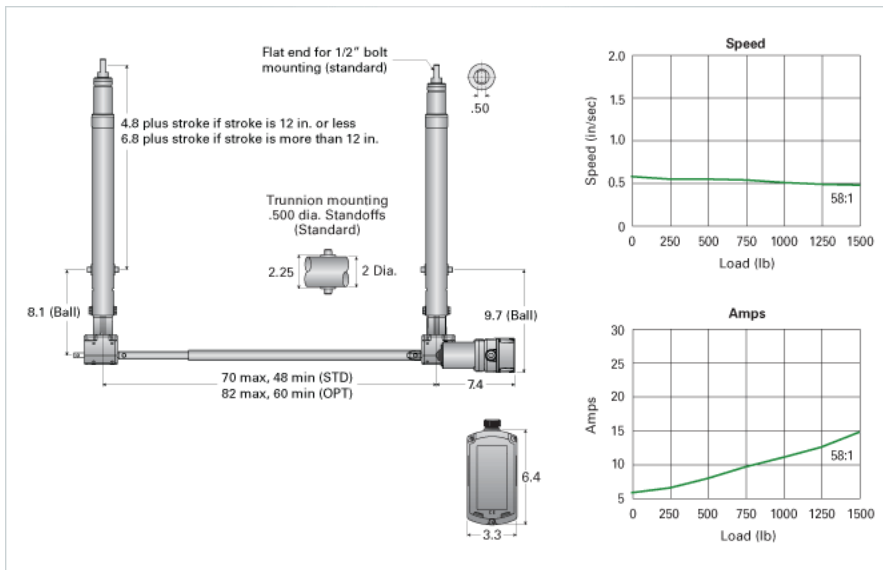 Flat end for 1/2" bolt
mounting (standard)
.50
4.8 plus stroke if stroke is 12 in. or less
6.8 plus stroke if stroke is more than 12 in.
Trunnion mounting
.500 dia. Standoffs
(Standard)
2.25
2 Dia.
8.1 (Ball)
9.7 (Ball)
70 max, 48 min (STD)
82 max, 60 min (OPT)
7.4
6.4
3.3
Speed
Speed (in/sec)
2.0
1.5
1.0
0.5
0
58:1
0 250 500 750 1000 1250 1500
Load (lb)
Amps
Amps
30
25
20
15
10
5
58:1
0 250 500 750 1000 1250 1500
Load (lb)